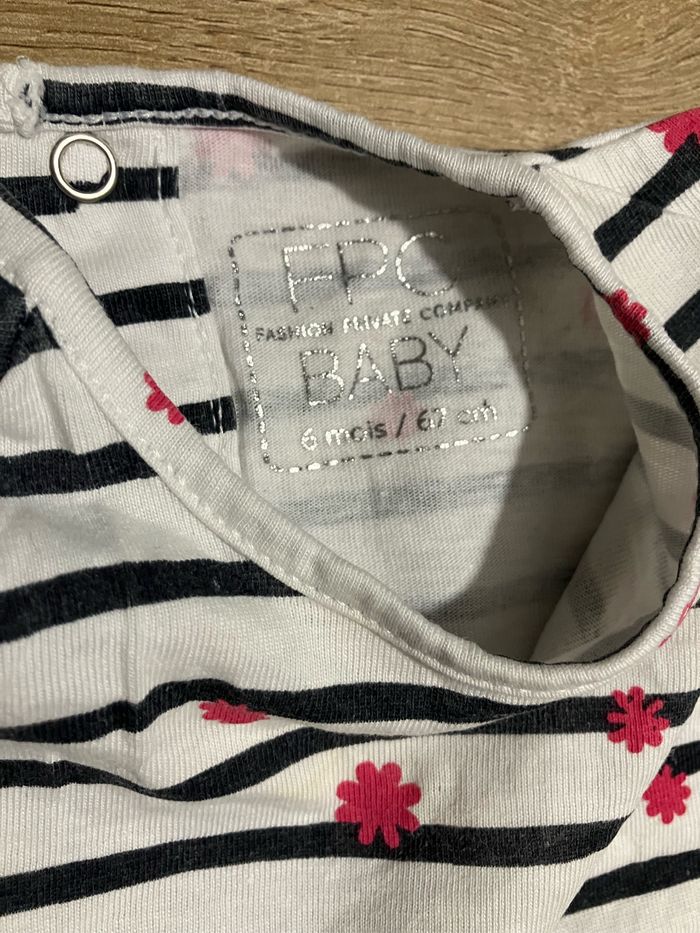 FPC
FASHION PRIVATE COMPANY
BABY
6 mois / 67 cm